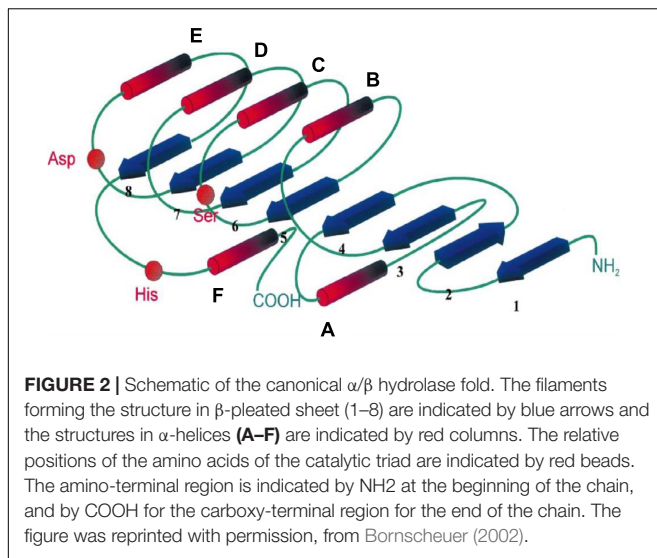 E
D
C
B
Asp
8
7
Ser
6
5
4
3
2
1
NH₂
His
F
COOH
A
FIGURE 2 | Schematic of the canonical α/β hydrolase fold. The filaments
forming the structure in β-pleated sheet (1–8) are indicated by blue arrows and
the structures in α-helices (A–F) are indicated by red columns. The relative
positions of the amino acids of the catalytic triad are indicated by red beads.
The amino-terminal region is indicated by NH2 at the beginning of the chain,
and by COOH for the carboxy-terminal region for the end of the chain. The
figure was reprinted with permission, from Bornscheuer (2002).